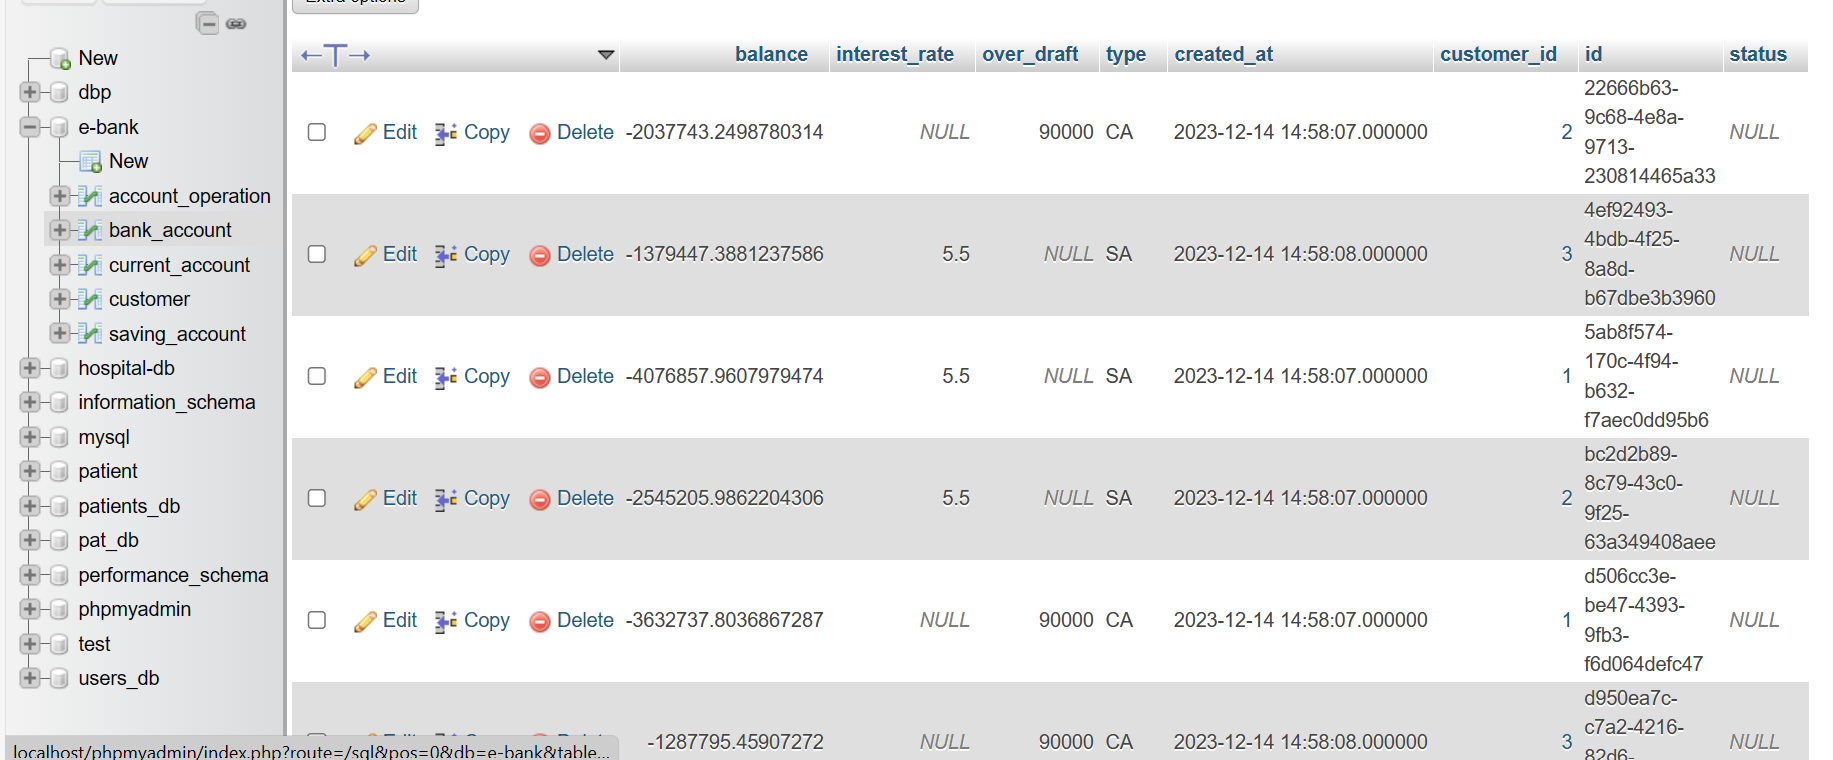 Extra options
New
dbp
e-bank
New
account_operation
bank_account
current_account
customer
saving_account
hospital-db
information_schema
mysql
patient
patients_db
pat_db
performance_schema
phpmyadmin
test
users_db
localhost/phpmyadmin/index.php?route=/sql&pos=0&db=e-bank&table...
←T→ balance interest_rate over_draft type created_at customer_id id status
Edit Copy Delete -2037743.2498780314 NULL 90000 CA 2023-12-14 14:58:07.000000 2 22666b63-
9c68-4e8a-
9713-
230814465a33 NULL
Edit Copy Delete -1379447.3881237586 5.5 NULL SA 2023-12-14 14:58:08.000000 3 4ef92493-
4bdb-4f25-
8a8d-
b67dbe3b3960 NULL
Edit Copy Delete -4076857.9607979474 5.5 NULL SA 2023-12-14 14:58:07.000000 1 5ab8f574-
170c-4f94-
b632-
f7aec0dd95b6 NULL
Edit Copy Delete -2545205.9862204306 5.5 NULL SA 2023-12-14 14:58:07.000000 2 bc2d2b89-
8c79-43c0-
9f25-
63a349408aee NULL
Edit Copy Delete -3632737.8036867287 NULL 90000 CA 2023-12-14 14:58:07.000000 1 d506cc3e-
be47-4393-
9fb3-
f6d064defc47 NULL
-1287795.45907272 NULL 90000 CA 2023-12-14 14:58:08.000000 3 d950ea7c-
c7a2-4216-
82d6- NULL